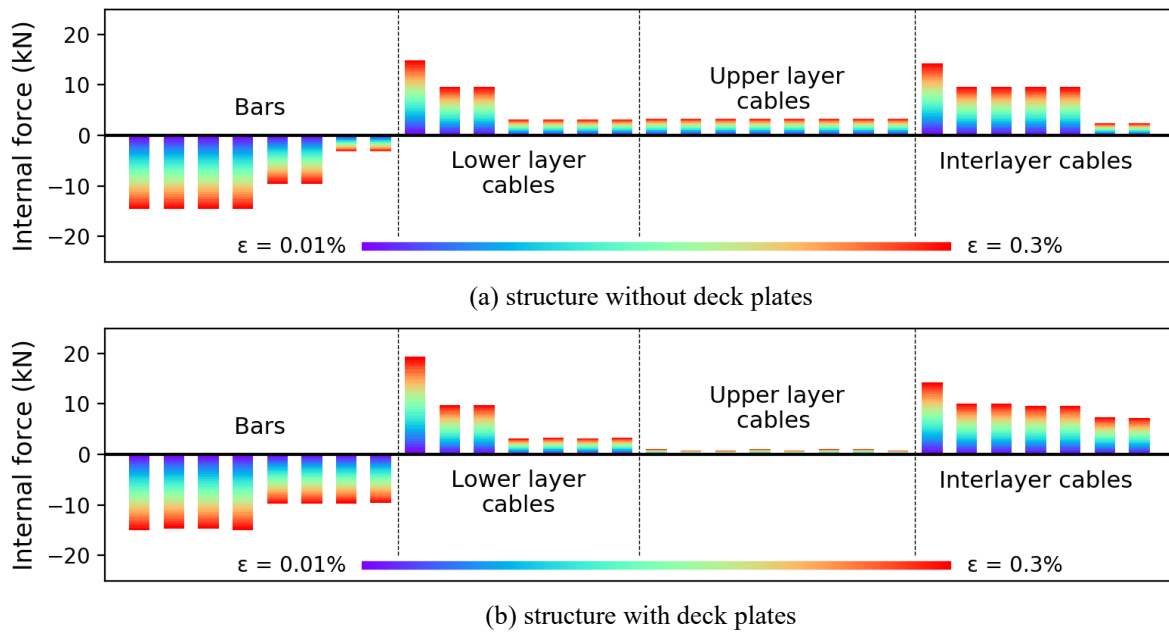 Internal force (kN)
20
10
0
−10
−20
Bars
Lower layer
cables
Upper layer
cables
Interlayer cables
ε = 0.01%
ε = 0.3%
(a) structure without deck plates
Internal force (kN)
20
10
0
−10
−20
Bars
Lower layer
cables
Upper layer
cables
Interlayer cables
ε = 0.01%
ε = 0.3%
(b) structure with deck plates